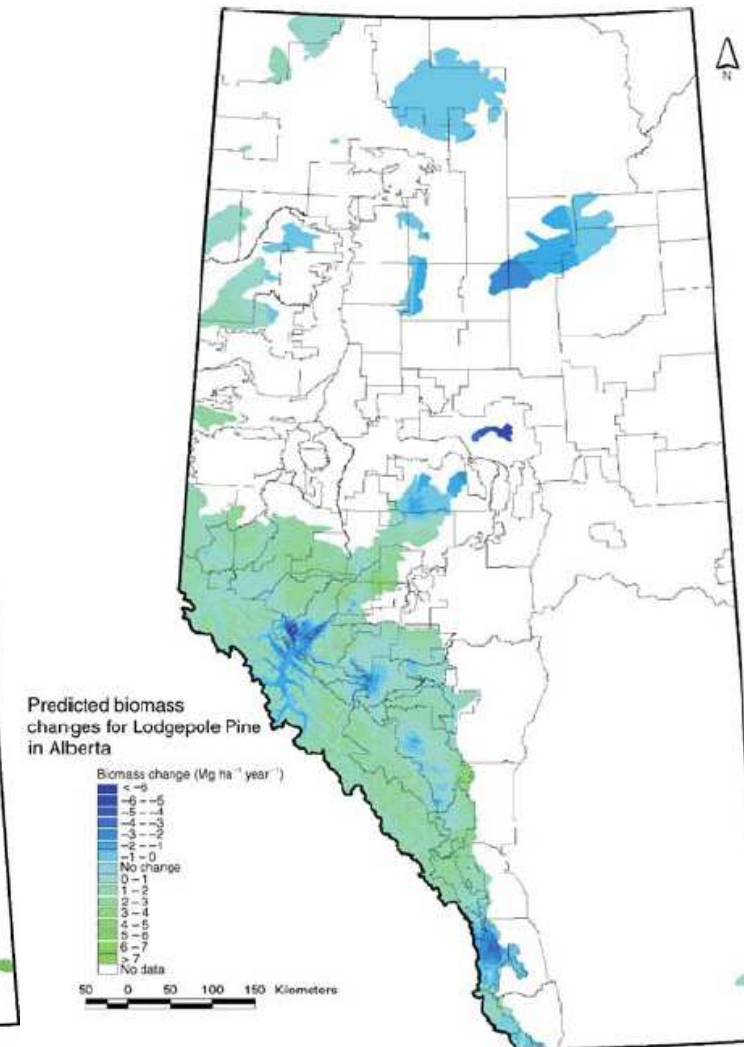 N
Predicted biomass
changes for Lodgepole Pine
in Alberta
Biomass change (Mg ha⁻¹ year⁻¹)
< -6
-6 - -5
-5 - -4
-4 - -3
-3 - -2
-2 - -1
-1 - 0
No change
0 - 1
1 - 2
2 - 3
3 - 4
4 - 5
5 - 6
6 - 7
> 7
No data
50 0 50 100 150 Kilometers